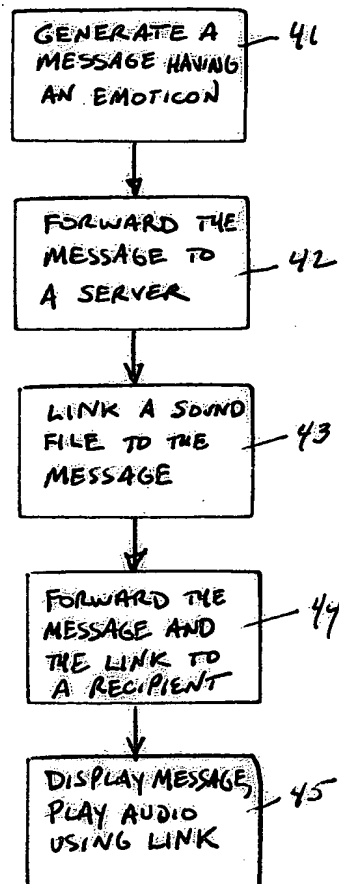 GENERATE A
MESSAGE HAVING
AN EMOTICON
41
FORWARD THE
MESSAGE TO
A SERVER
42
LINK A SOUND
FILE TO THE
MESSAGE
43
FORWARD THE
MESSAGE AND
THE LINK TO
A RECIPIENT
44
DISPLAY MESSAGE,
PLAY AUDIO
USING LINK
45